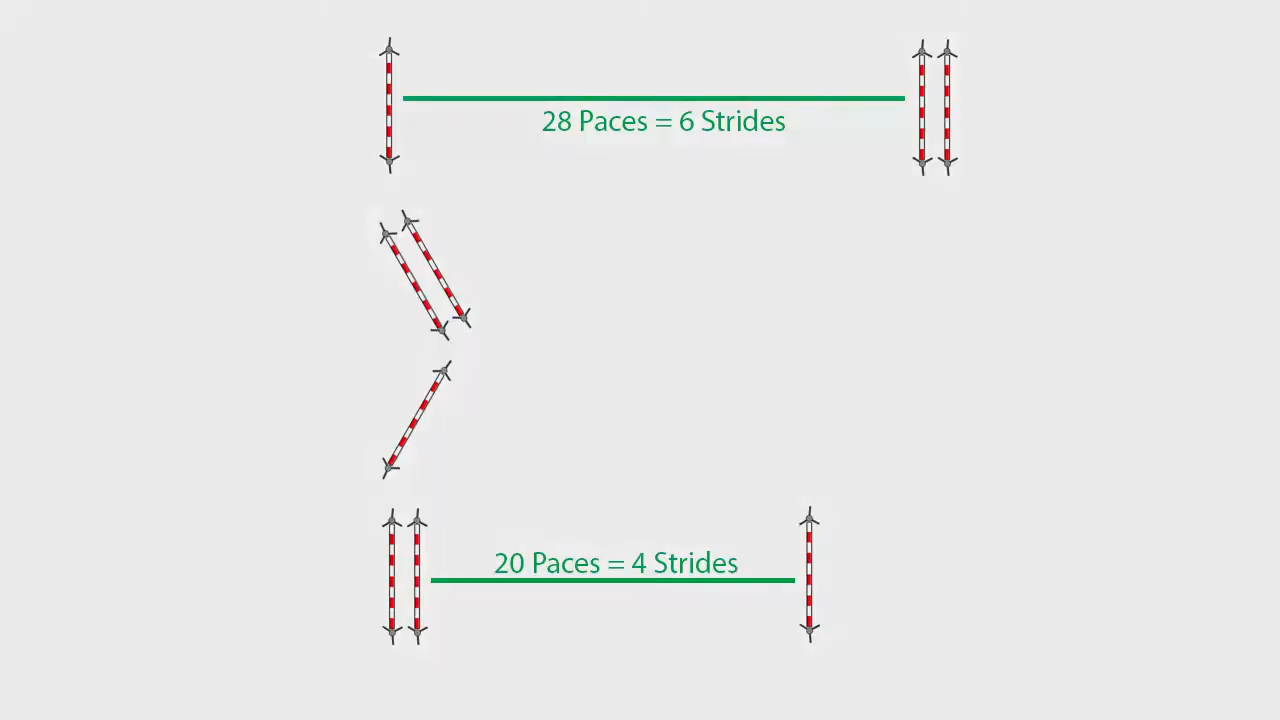 28 Paces = 6 Strides
20 Paces = 4 Strides